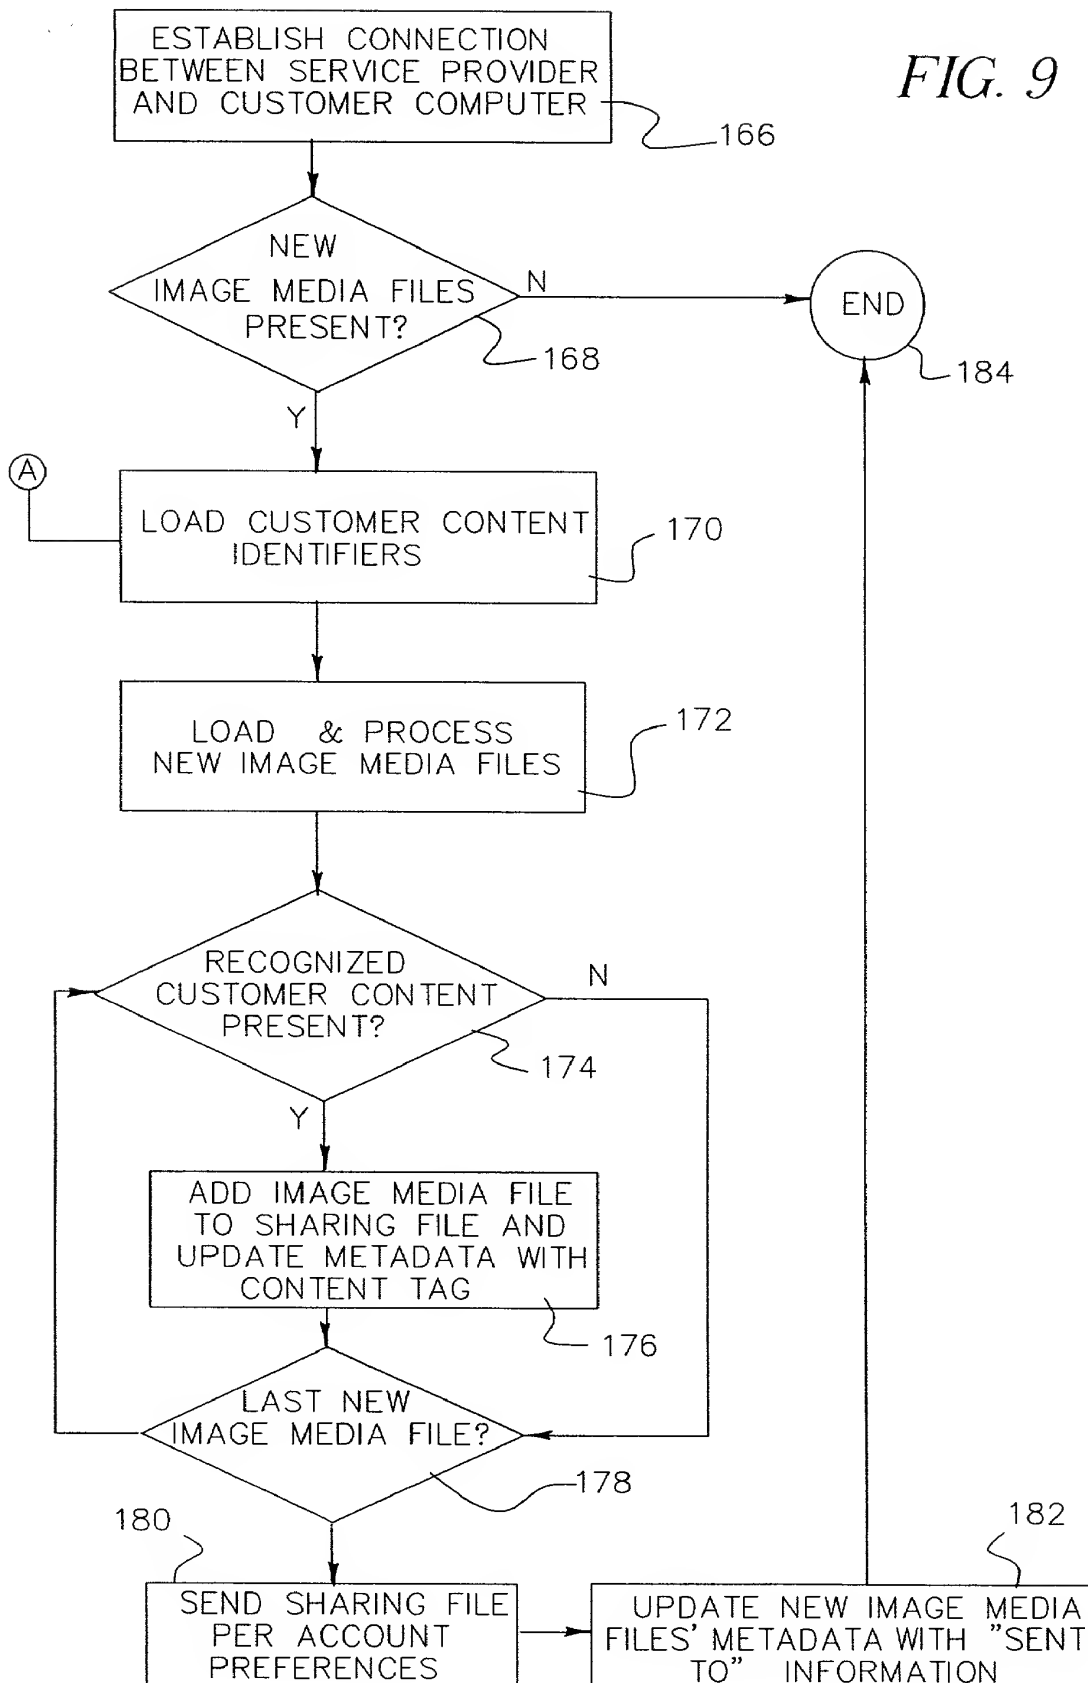 FIG. 9
ESTABLISH CONNECTION
BETWEEN SERVICE PROVIDER
AND CUSTOMER COMPUTER
166
NEW
IMAGE MEDIA FILES
PRESENT?
N
168
END
184
Y
A
LOAD CUSTOMER CONTENT
IDENTIFIERS
170
LOAD & PROCESS
NEW IMAGE MEDIA FILES
172
RECOGNIZED
CUSTOMER CONTENT
PRESENT?
N
174
Y
ADD IMAGE MEDIA FILE
TO SHARING FILE AND
UPDATE METADATA WITH
CONTENT TAG
176
LAST NEW
IMAGE MEDIA FILE?
178
180
SEND SHARING FILE
PER ACCOUNT
PREFERENCES
182
UPDATE NEW IMAGE MEDIA
FILES' METADATA WITH "SENT
TO" INFORMATION